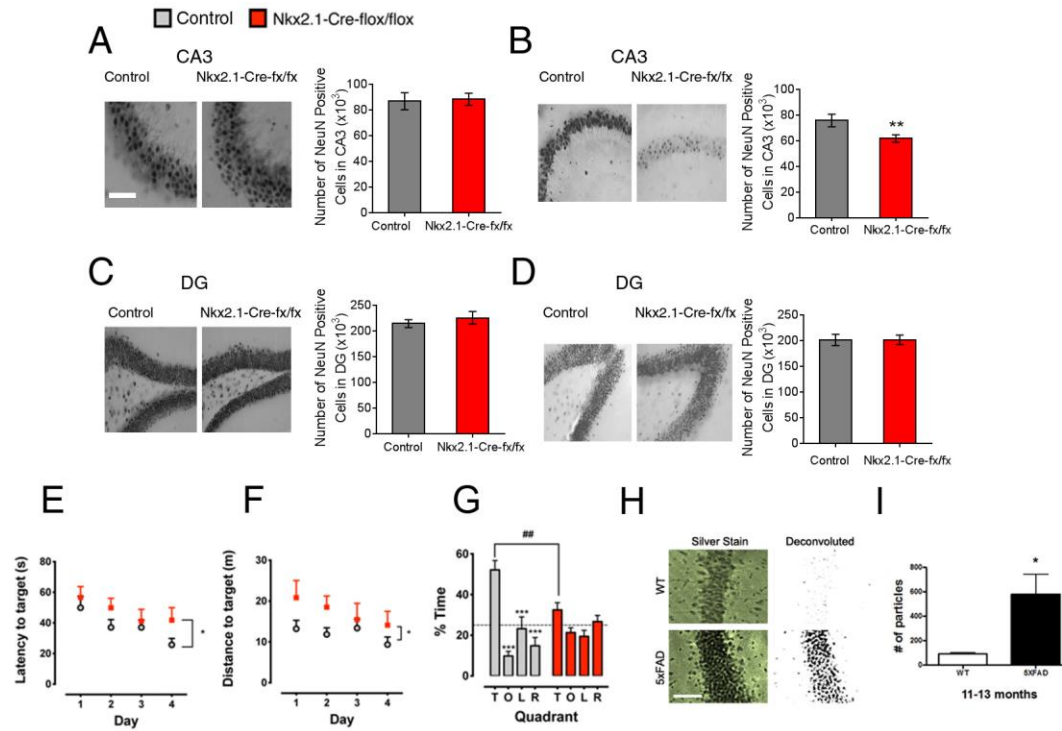 Control Nkx2.1-Cre-flox/flox
A
CA3
Control Nkx2.1-Cre-fx/fx
Number of NeuN Positive
Cells in CA3 (x10³)
100
80
60
40
20
0
Control Nkx2.1-Cre-fx/fx
B
CA3
Control Nkx2.1-Cre-fx/fx
Number of NeuN Positive
Cells in CA3 (x10³)
100
80
60
40
20
0
**
Control Nkx2.1-Cre-fx/fx
C
DG
Control Nkx2.1-Cre-fx/fx
Number of NeuN Positive
Cells in DG (x10³)
250
200
150
100
50
0
Control Nkx2.1-Cre-fx/fx
D
DG
Control Nkx2.1-Cre-fx/fx
Number of NeuN Positive
Cells in DG (x10³)
250
200
150
100
50
0
Control Nkx2.1-Cre-fx/fx
E
Latency to target (s)
80
60
40
20
0
*
1 2 3 4
Day
F
Distance to target (m)
30
20
10
0
*
1 2 3 4
Day
G
% Time
60
40
20
0
##
*** *** ***
T O L R T O L R
Quadrant
H
Silver Stain Deconvoluted
WT
5xFAD
I
# of particles
800
600
400
200
0
*
WT 5XFAD
11-13 months